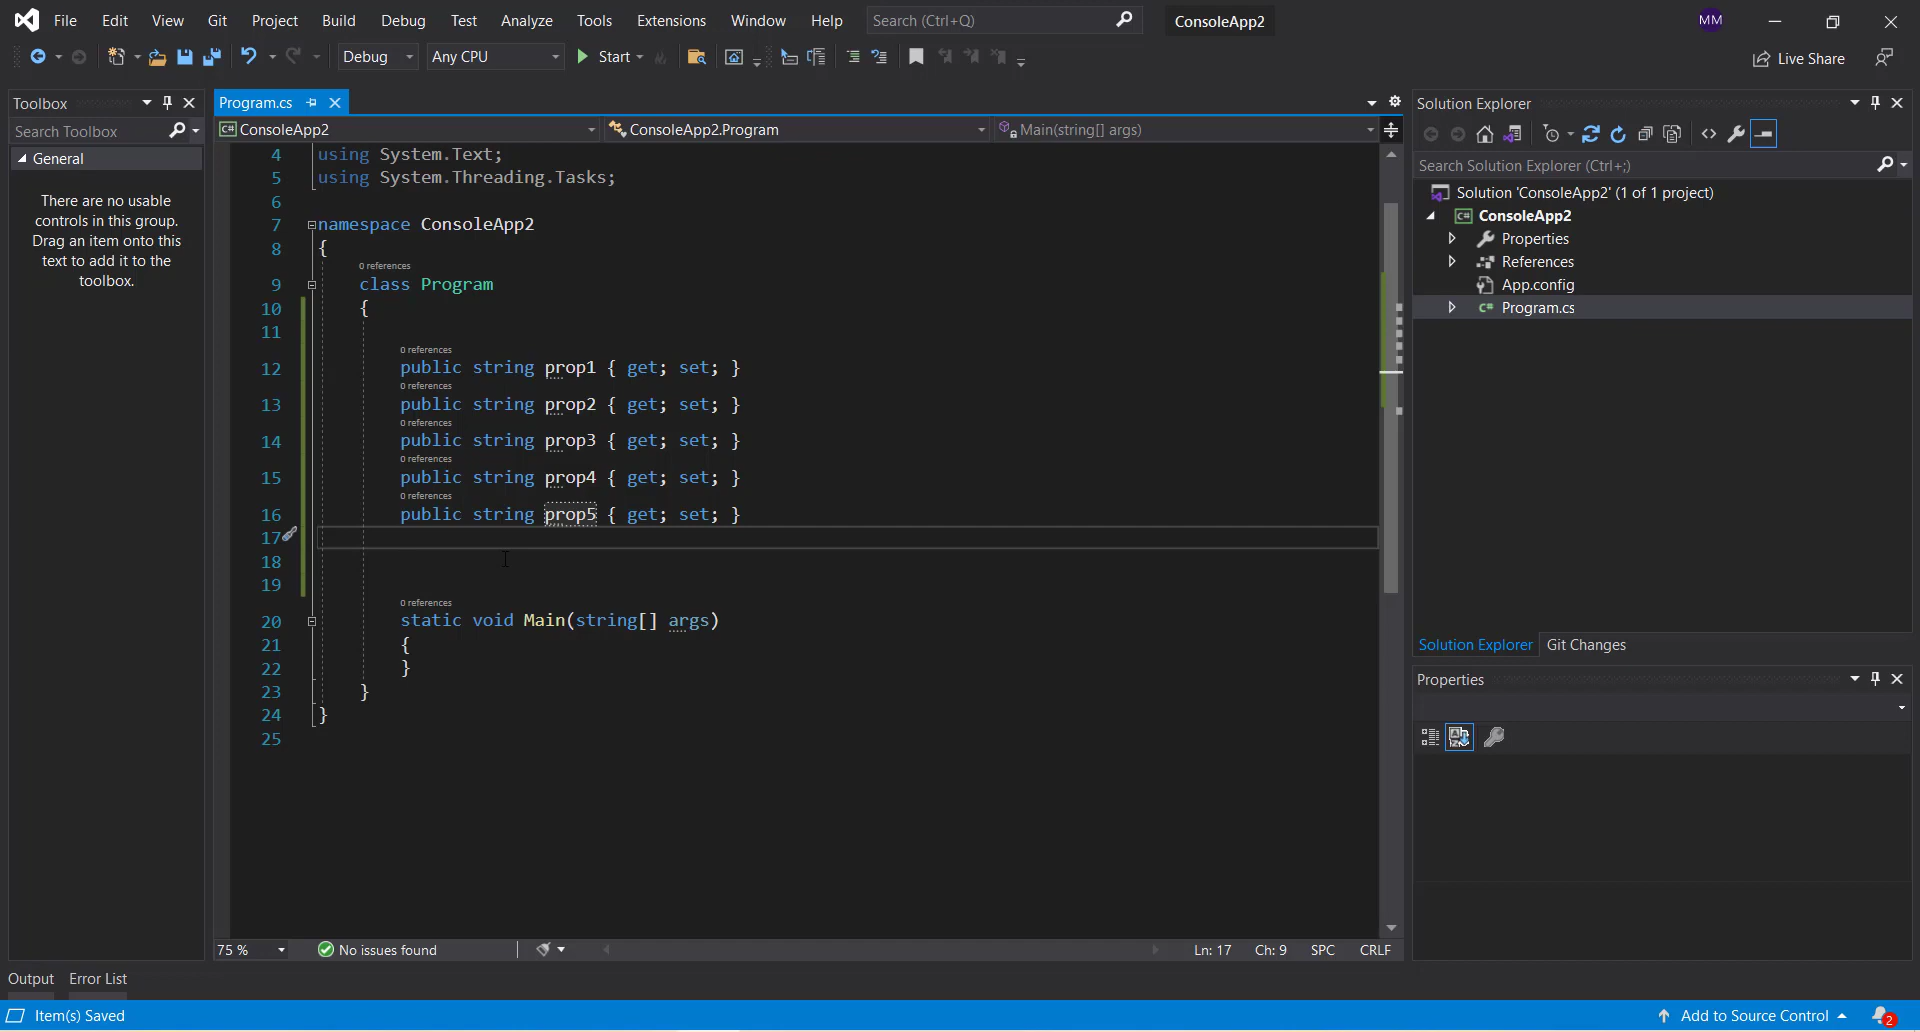 File Edit View Git Project Build Debug Test Analyze Tools Extensions Window Help Search (Ctrl+Q) ConsoleApp2 MM
Debug Any CPU Start Live Share
Toolbox
Search Toolbox
General
There are no usable
controls in this group.
Drag an item onto this
text to add it to the
toolbox.
Program.cs
ConsoleApp2 ConsoleApp2.Program Main(string[] args)
4 using System.Text;
5 using System.Threading.Tasks;
6
7 namespace ConsoleApp2
8 {
0 references
9 class Program
10 {
11
0 references
12 public string prop1 { get; set; }
0 references
13 public string prop2 { get; set; }
0 references
14 public string prop3 { get; set; }
0 references
15 public string prop4 { get; set; }
0 references
16 public string prop5 { get; set; }
17
18
19
0 references
20 static void Main(string[] args)
21 {
22 }
23 }
24 }
25
75 % No issues found Ln: 17 Ch: 9 SPC CRLF
Solution Explorer
Search Solution Explorer (Ctrl+;)
Solution 'ConsoleApp2' (1 of 1 project)
C# ConsoleApp2
Properties
References
App.config
C# Program.cs
Solution Explorer Git Changes
Properties
Output Error List
Item(s) Saved Add to Source Control 2